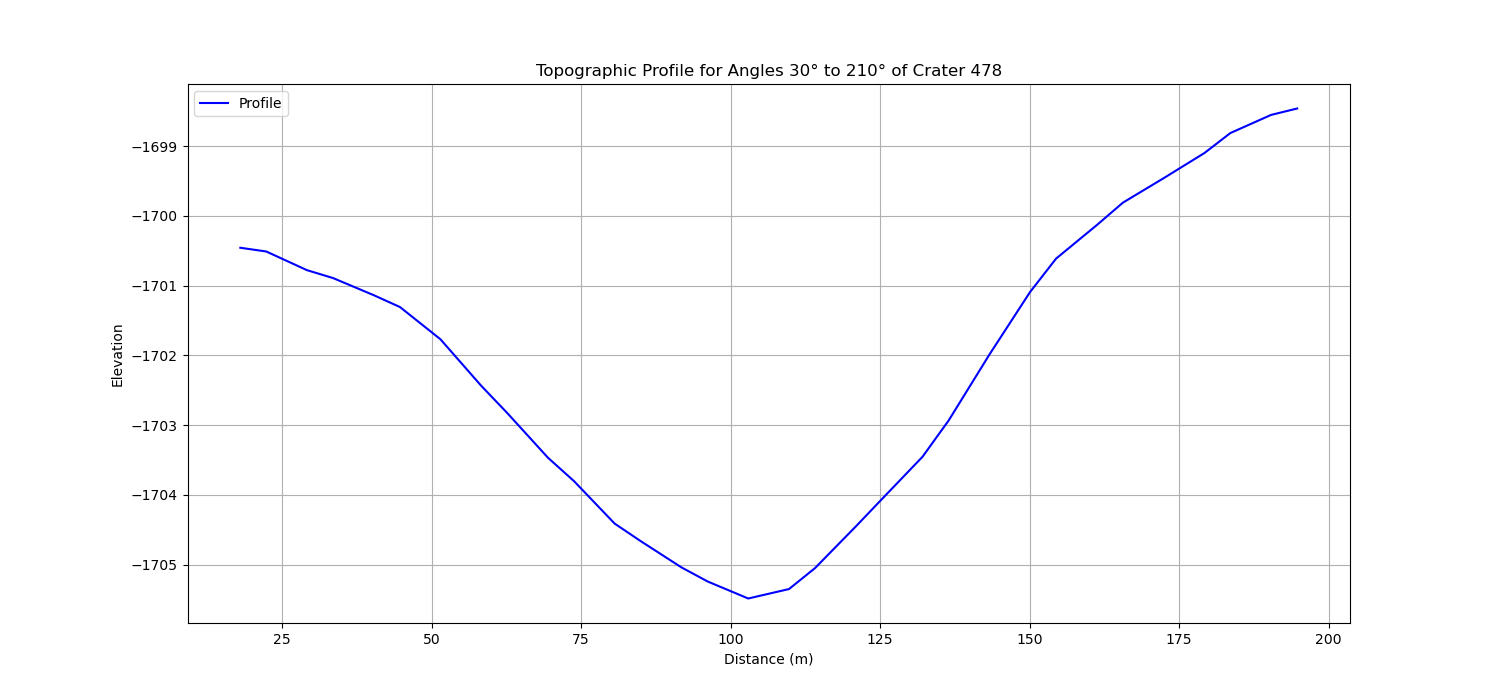 Topographic Profile for Angles 30° to 210° of Crater 478
Profile
−1699
−1700
−1701
−1702
−1703
−1704
−1705
Elevation
25 50 75 100 125 150 175 200
Distance (m)